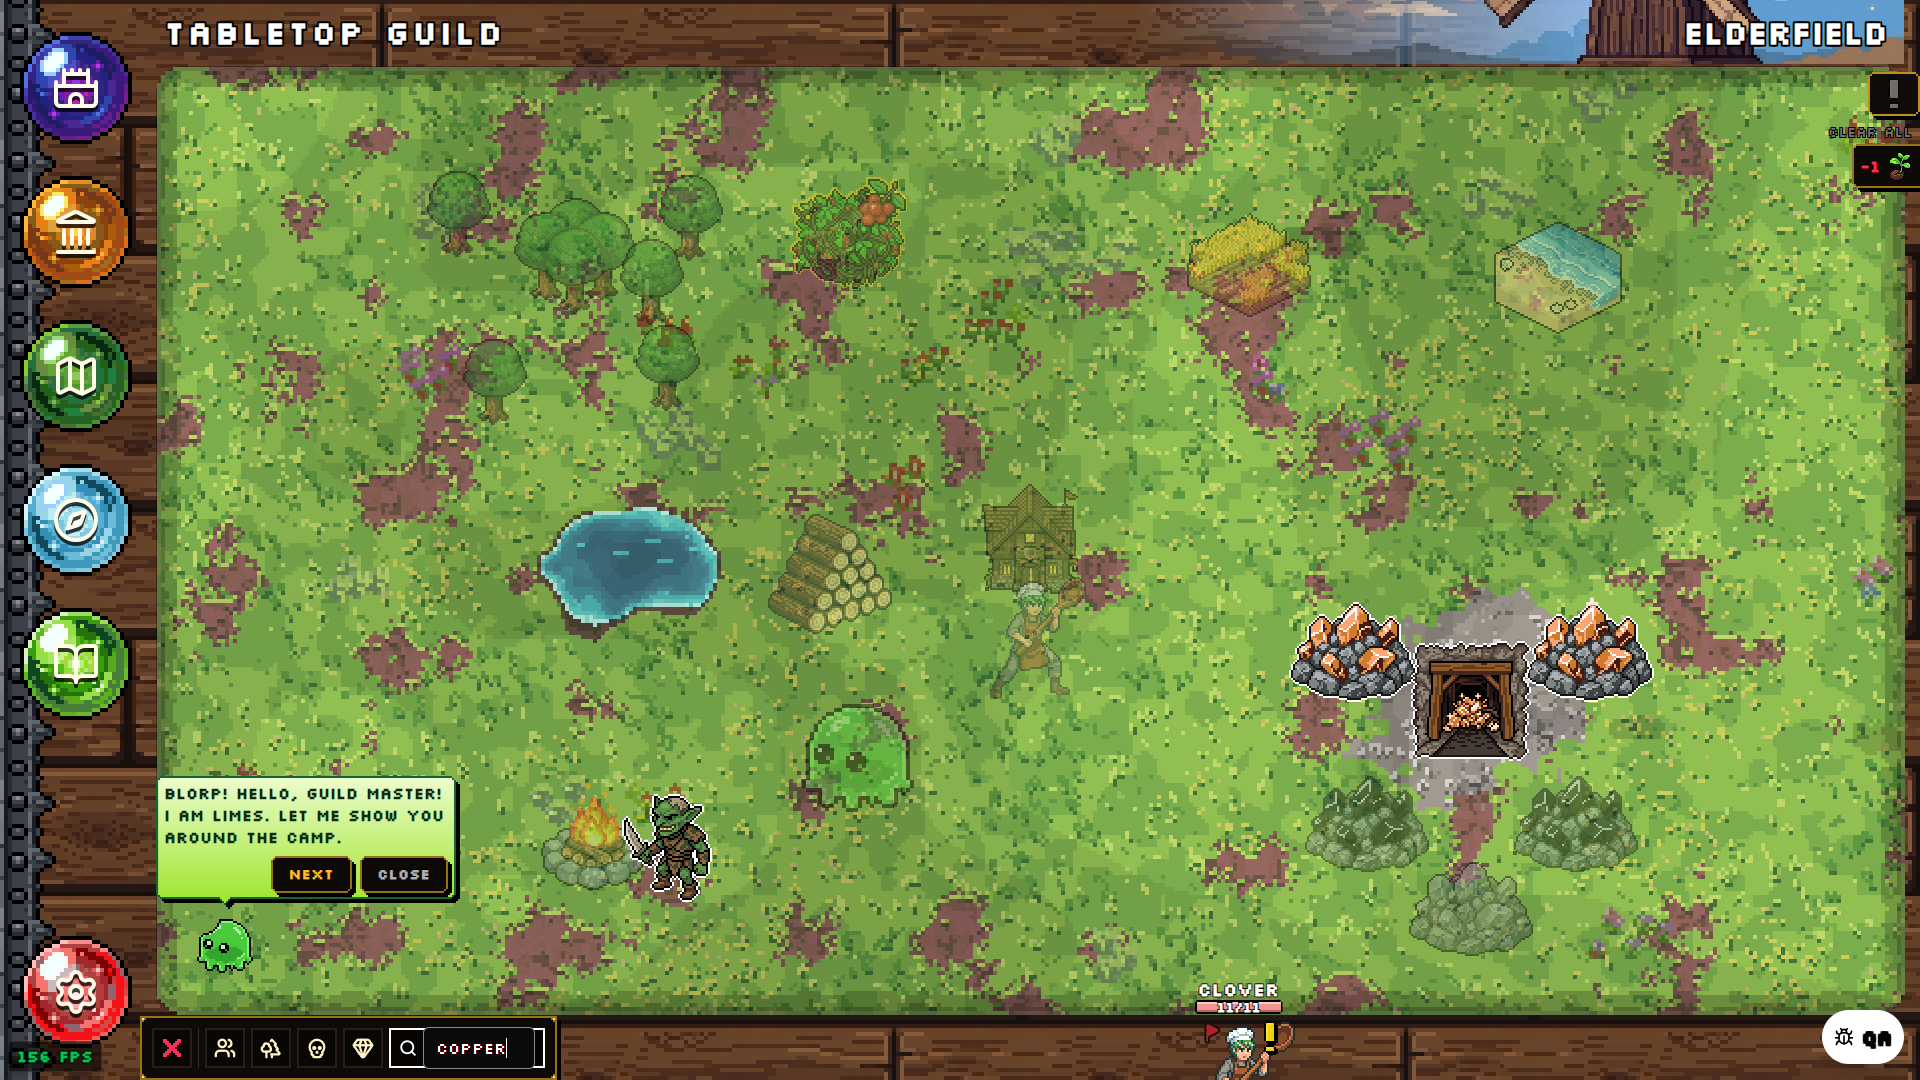 TABLETOP GUILD
ELDERFIELD
CLEAR ALL
-1
BLORP! HELLO, GUILD MASTER!
I AM LIMES. LET ME SHOW YOU
AROUND THE CAMP.
NEXT
CLOSE
CLOVER
11/11
156 FPS
COPPER
QA